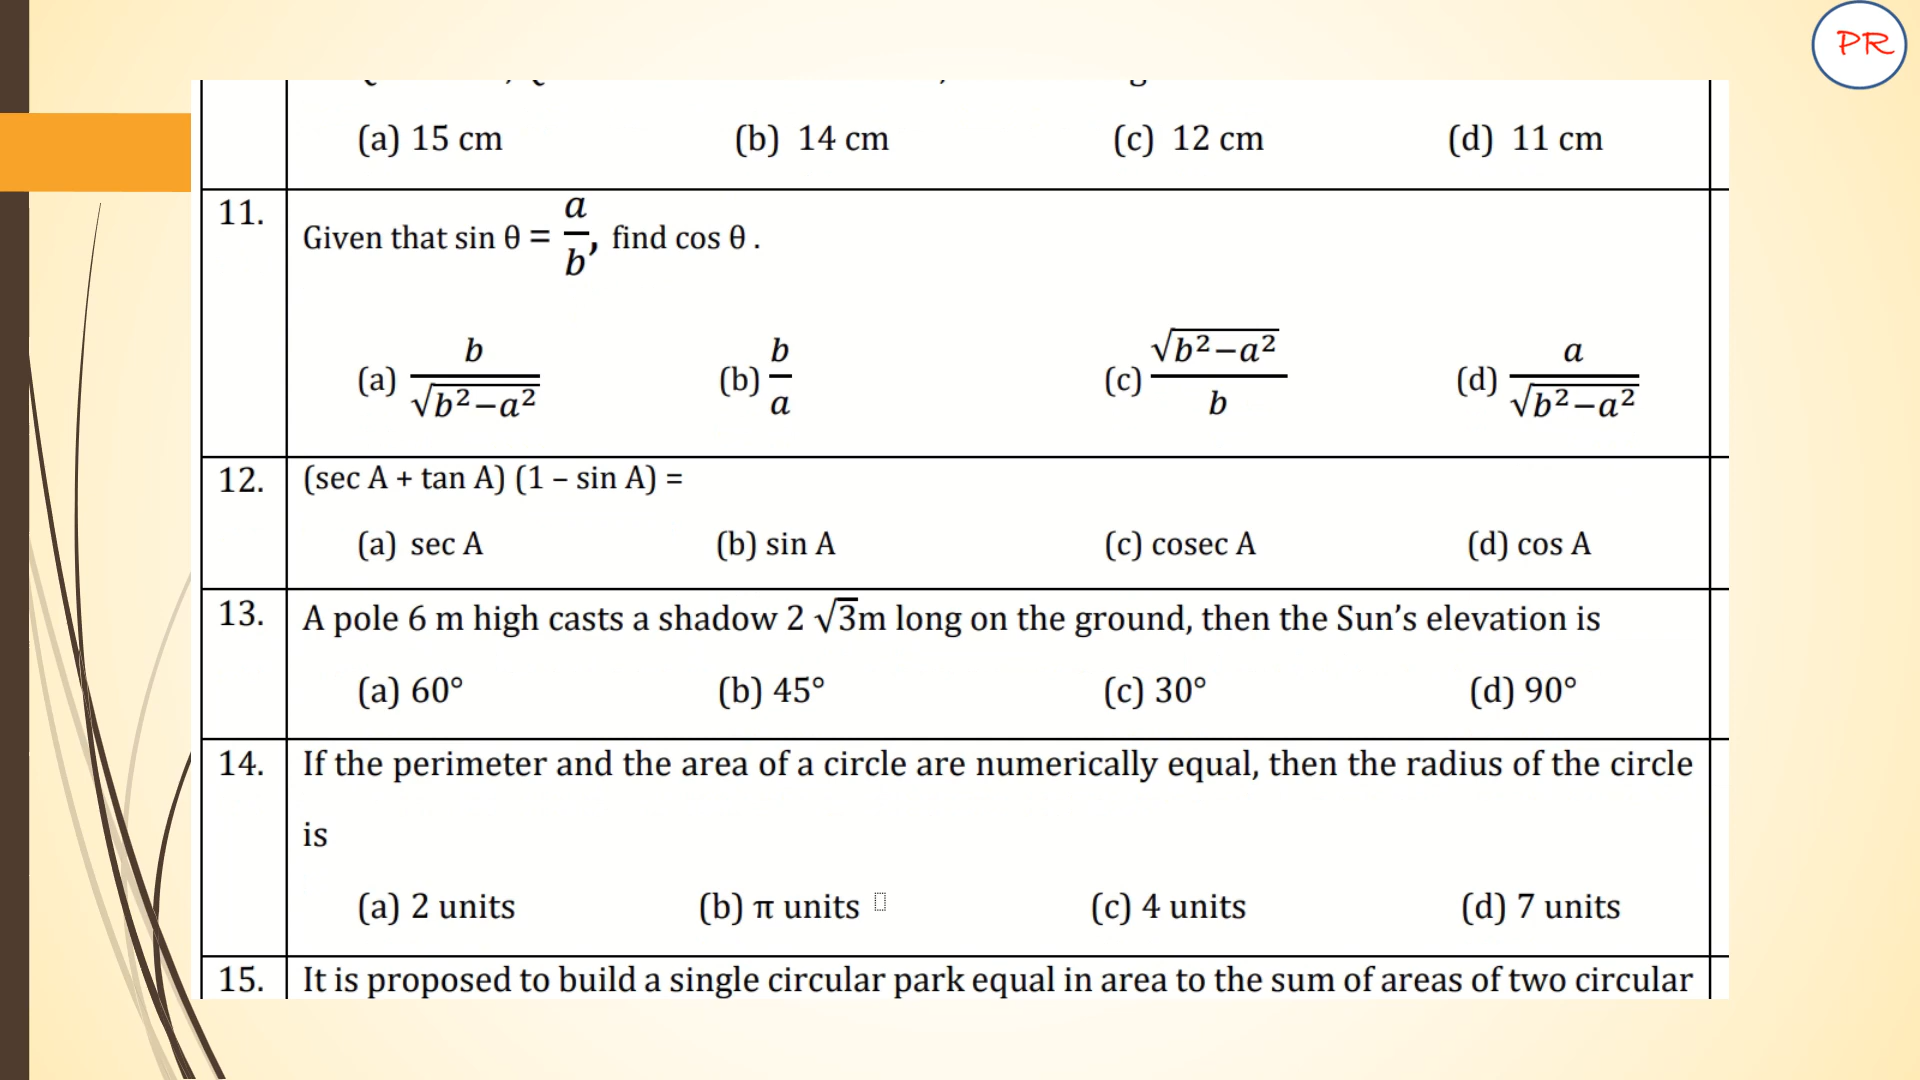 PR
(a) 15 cm (b) 14 cm (c) 12 cm (d) 11 cm
11. Given that sin θ = a/b, find cos θ .
(a) b/√(b²−a²) (b) b/a (c) √(b²−a²)/b (d) a/√(b²−a²)
12. (sec A + tan A) (1 – sin A) =
(a) sec A (b) sin A (c) cosec A (d) cos A
13. A pole 6 m high casts a shadow 2 √3m long on the ground, then the Sun’s elevation is
(a) 60° (b) 45° (c) 30° (d) 90°
14. If the perimeter and the area of a circle are numerically equal, then the radius of the circle
is
(a) 2 units (b) π units (c) 4 units (d) 7 units
15. It is proposed to build a single circular park equal in area to the sum of areas of two circular